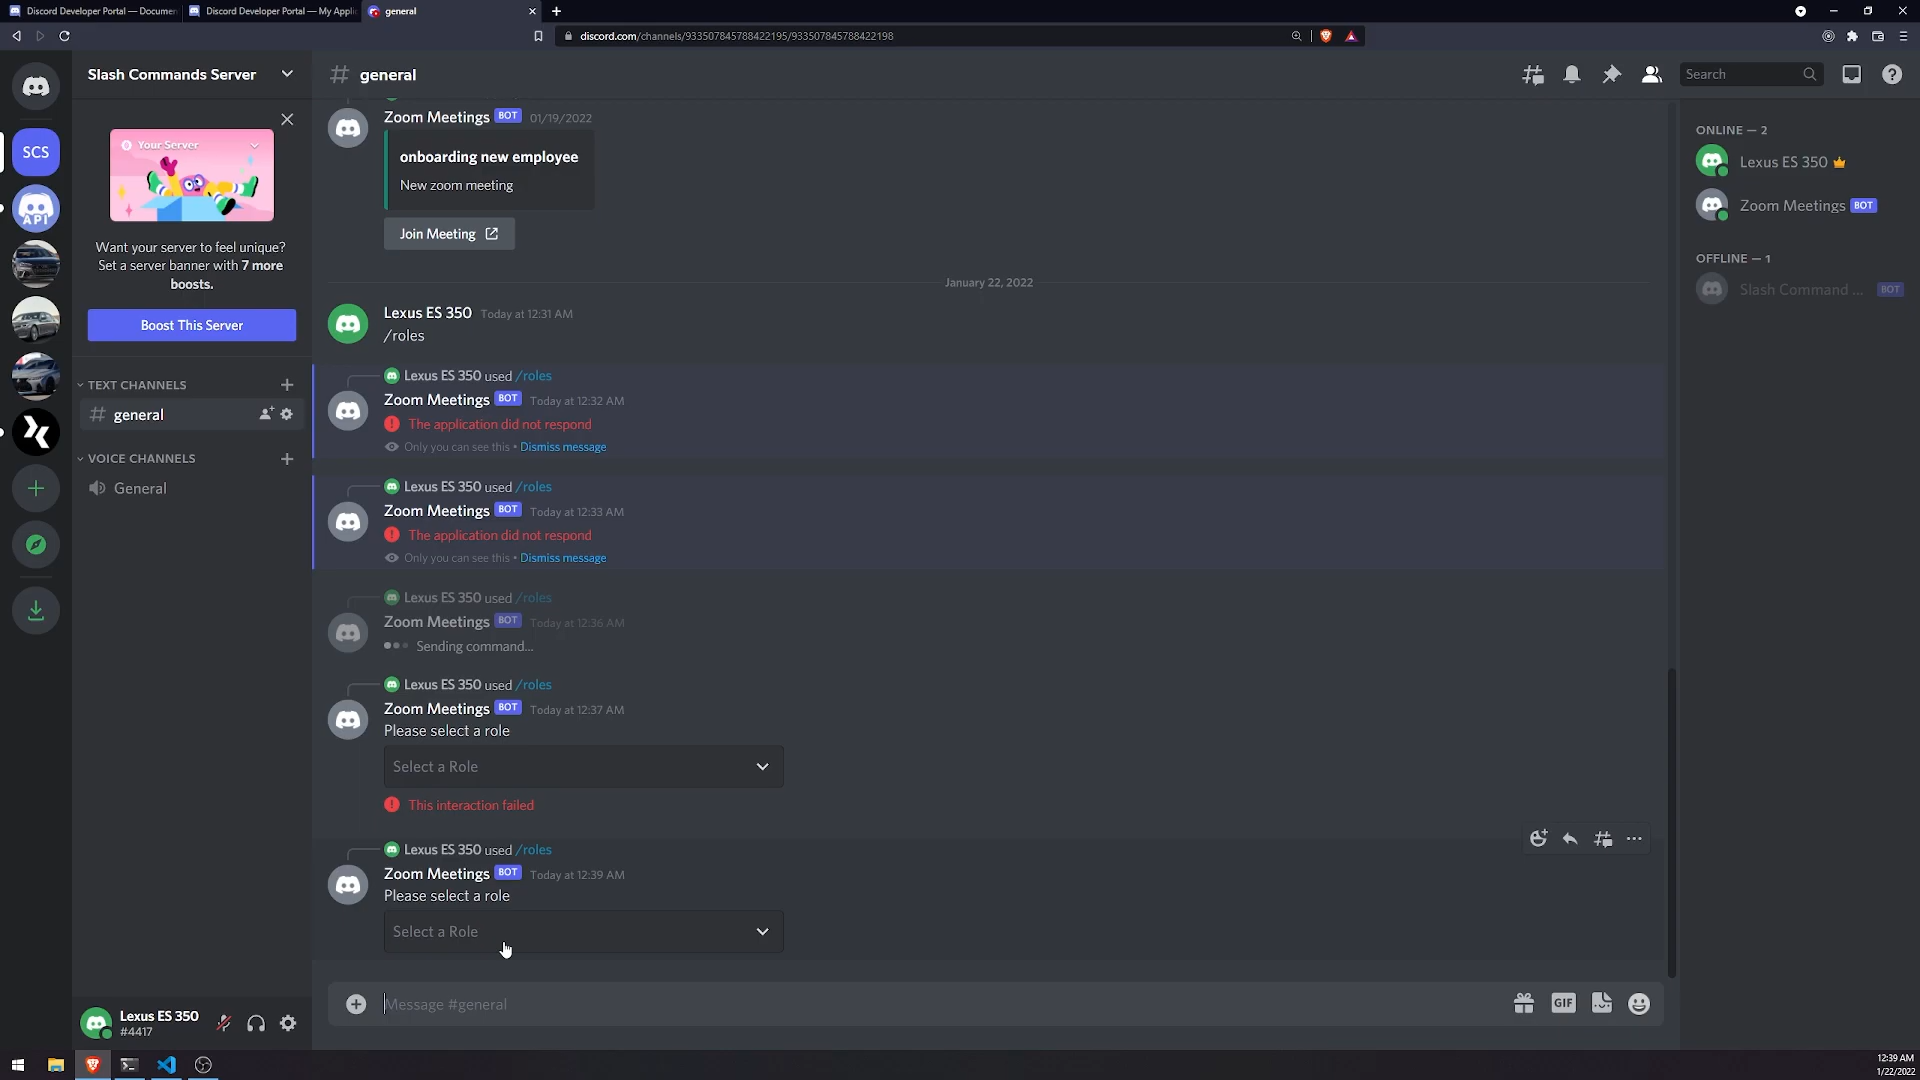 Discord Developer Portal — Documen
Discord Developer Portal — My Appli
general
discord.com/channels/933507845788422195/933507845788422198
Slash Commands Server
general
Search
SCS
API
Your Server
Want your server to feel unique?
Set a server banner with 7 more
boosts.
Boost This Server
TEXT CHANNELS
general
VOICE CHANNELS
General
Zoom Meetings BOT 01/19/2022
onboarding new employee
New zoom meeting
Join Meeting
January 22, 2022
Lexus ES 350 Today at 12:31 AM
/roles
Lexus ES 350 used /roles
Zoom Meetings BOT Today at 12:32 AM
The application did not respond
Only you can see this • Dismiss message
Lexus ES 350 used /roles
Zoom Meetings BOT Today at 12:33 AM
The application did not respond
Only you can see this • Dismiss message
Lexus ES 350 used /roles
Zoom Meetings BOT Today at 12:36 AM
Sending command...
Lexus ES 350 used /roles
Zoom Meetings BOT Today at 12:37 AM
Please select a role
Select a Role
This interaction failed
Lexus ES 350 used /roles
Zoom Meetings BOT Today at 12:39 AM
Please select a role
Select a Role
Message #general
GIF
ONLINE — 2
Lexus ES 350
Zoom Meetings BOT
OFFLINE — 1
Slash Command ... BOT
Lexus ES 350
#4417
12:39 AM
1/22/2022